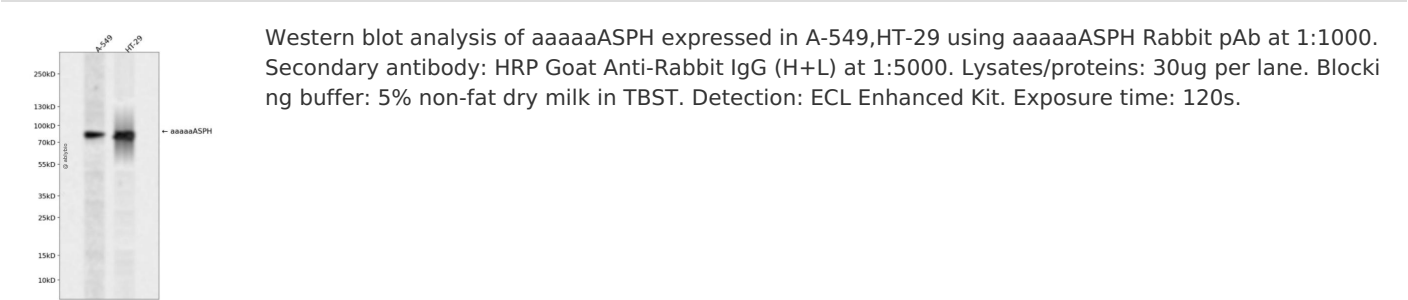 A-549
HT-29
250kD
130kD
100kD
70kD
55kD
35kD
25kD
15kD
10kD
← aaaaaASPH
Western blot analysis of aaaaaASPH expressed in A-549,HT-29 using aaaaaASPH Rabbit pAb at 1:1000.
Secondary antibody: HRP Goat Anti-Rabbit IgG (H+L) at 1:5000. Lysates/proteins: 30ug per lane. Blocki
ng buffer: 5% non-fat dry milk in TBST. Detection: ECL Enhanced Kit. Exposure time: 120s.